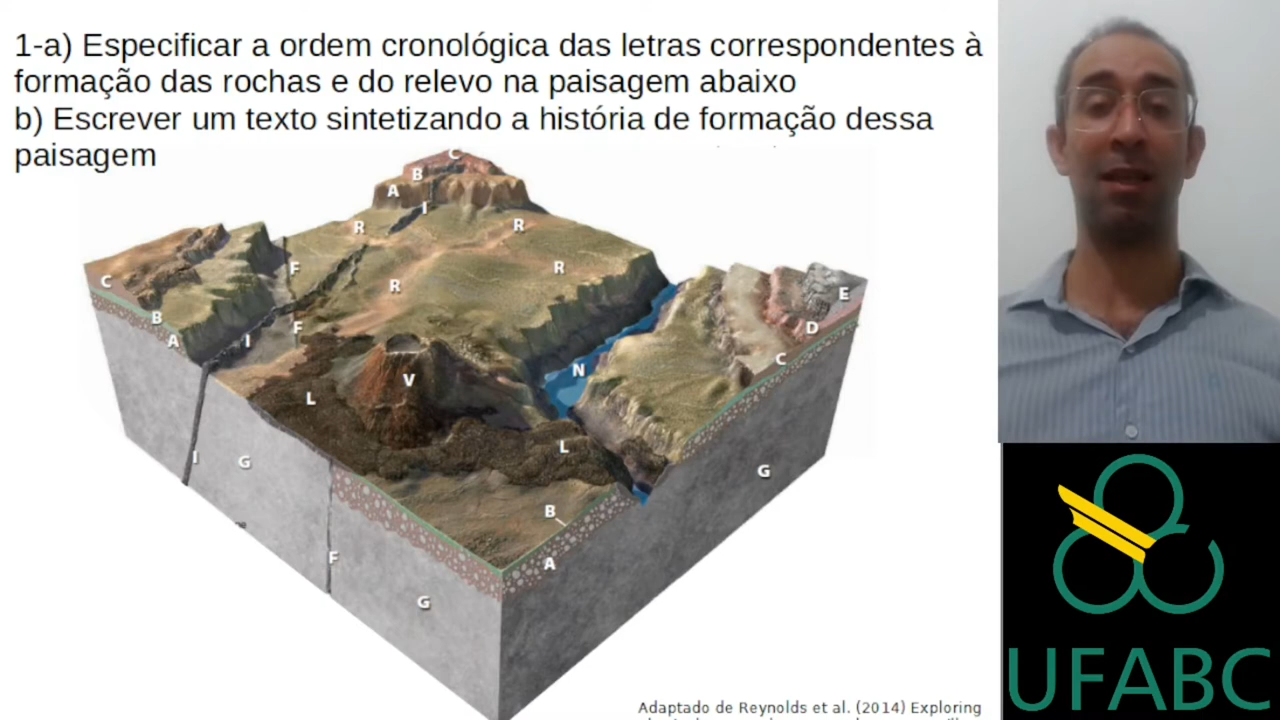 1-a) Especificar a ordem cronológica das letras correspondentes à
formação das rochas e do relevo na paisagem abaixo
b) Escrever um texto sintetizando a história de formação dessa
paisagem
C
B
A
I
R
R
F
R
R
C
E
B
F
D
A
I
C
N
V
L
L
I
G
G
B
F
A
G
UFABC
Adaptado de Reynolds et al. (2014) Exploring